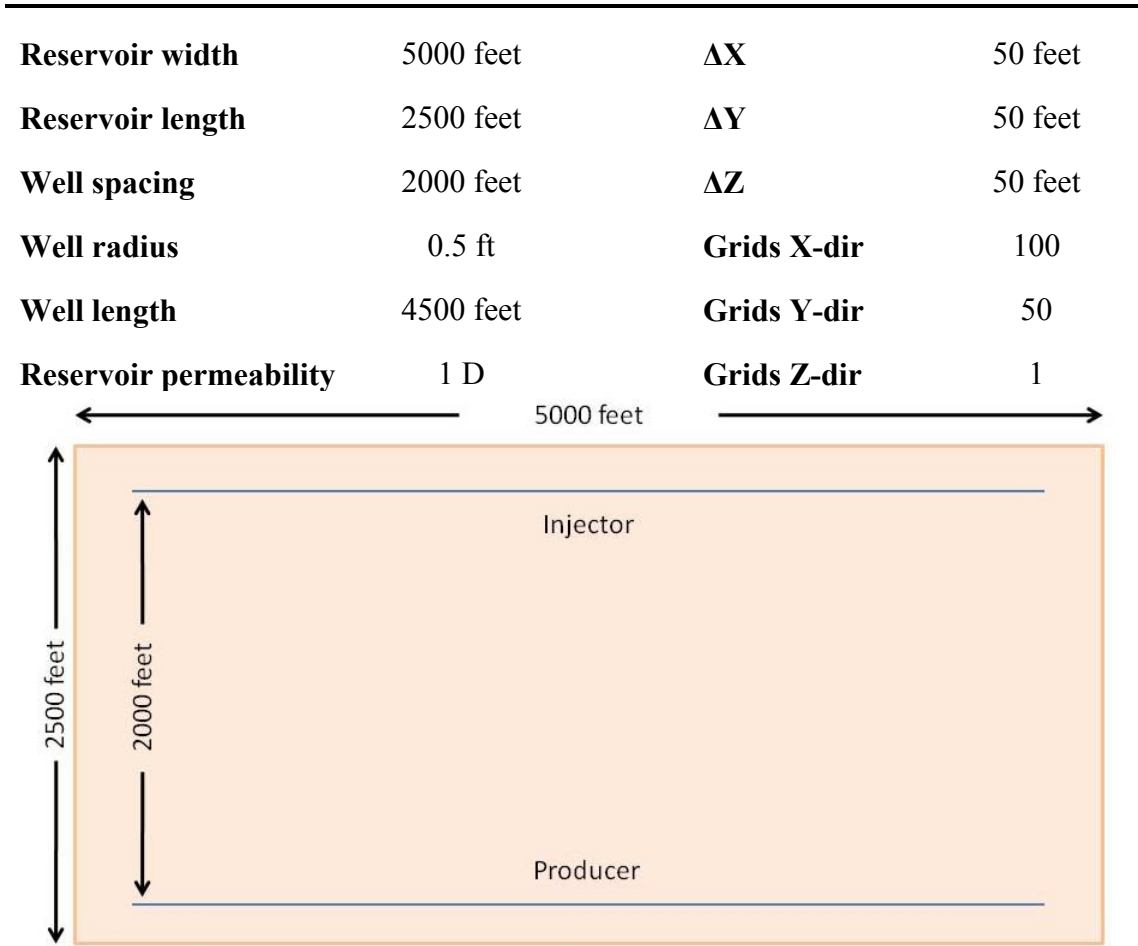 Reservoir width 5000 feet ΔX 50 feet
Reservoir length 2500 feet ΔY 50 feet
Well spacing 2000 feet ΔZ 50 feet
Well radius 0.5 ft Grids X-dir 100
Well length 4500 feet Grids Y-dir 50
Reservoir permeability 1 D Grids Z-dir 1
5000 feet
Injector
2500 feet
2000 feet
Producer